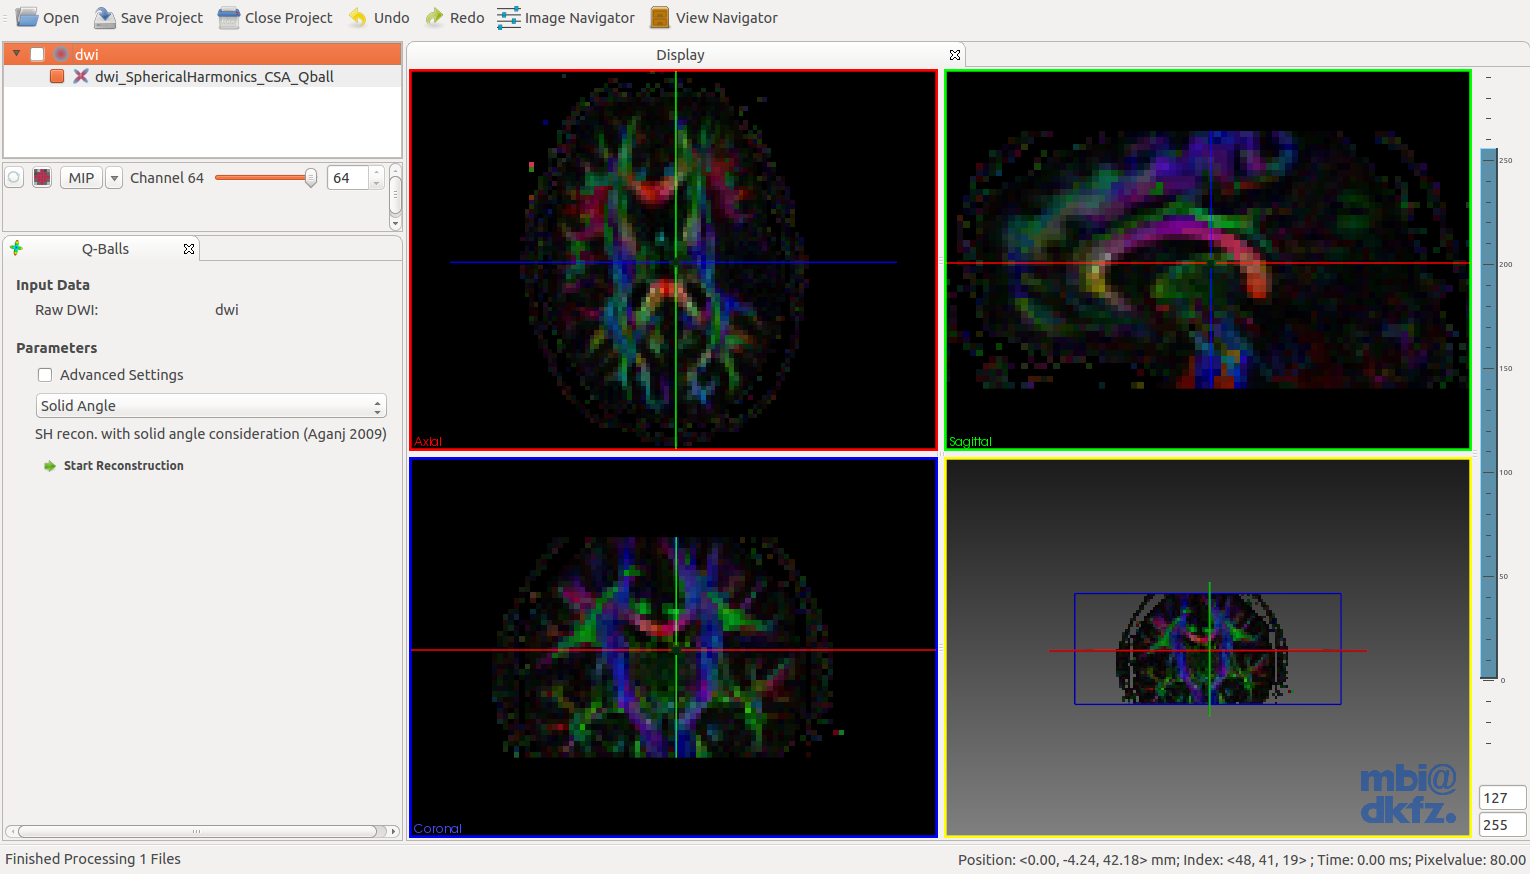 Open Save Project Close Project Undo Redo Image Navigator View Navigator
dwi
dwi_SphericalHarmonics_CSA_Qball
MIP Channel 64 64
Q-Balls
Input Data
Raw DWI: dwi
Parameters
Advanced Settings
Solid Angle
SH recon. with solid angle consideration (Aganj 2009)
Start Reconstruction
Display
Axial
Sagittal
Coronal
mbi@
dkfz.
250
200
150
100
50
0
127
255
Finished Processing 1 Files
Position: <0.00, -4.24, 42.18> mm; Index: <48, 41, 19> ; Time: 0.00 ms; Pixelvalue: 80.00